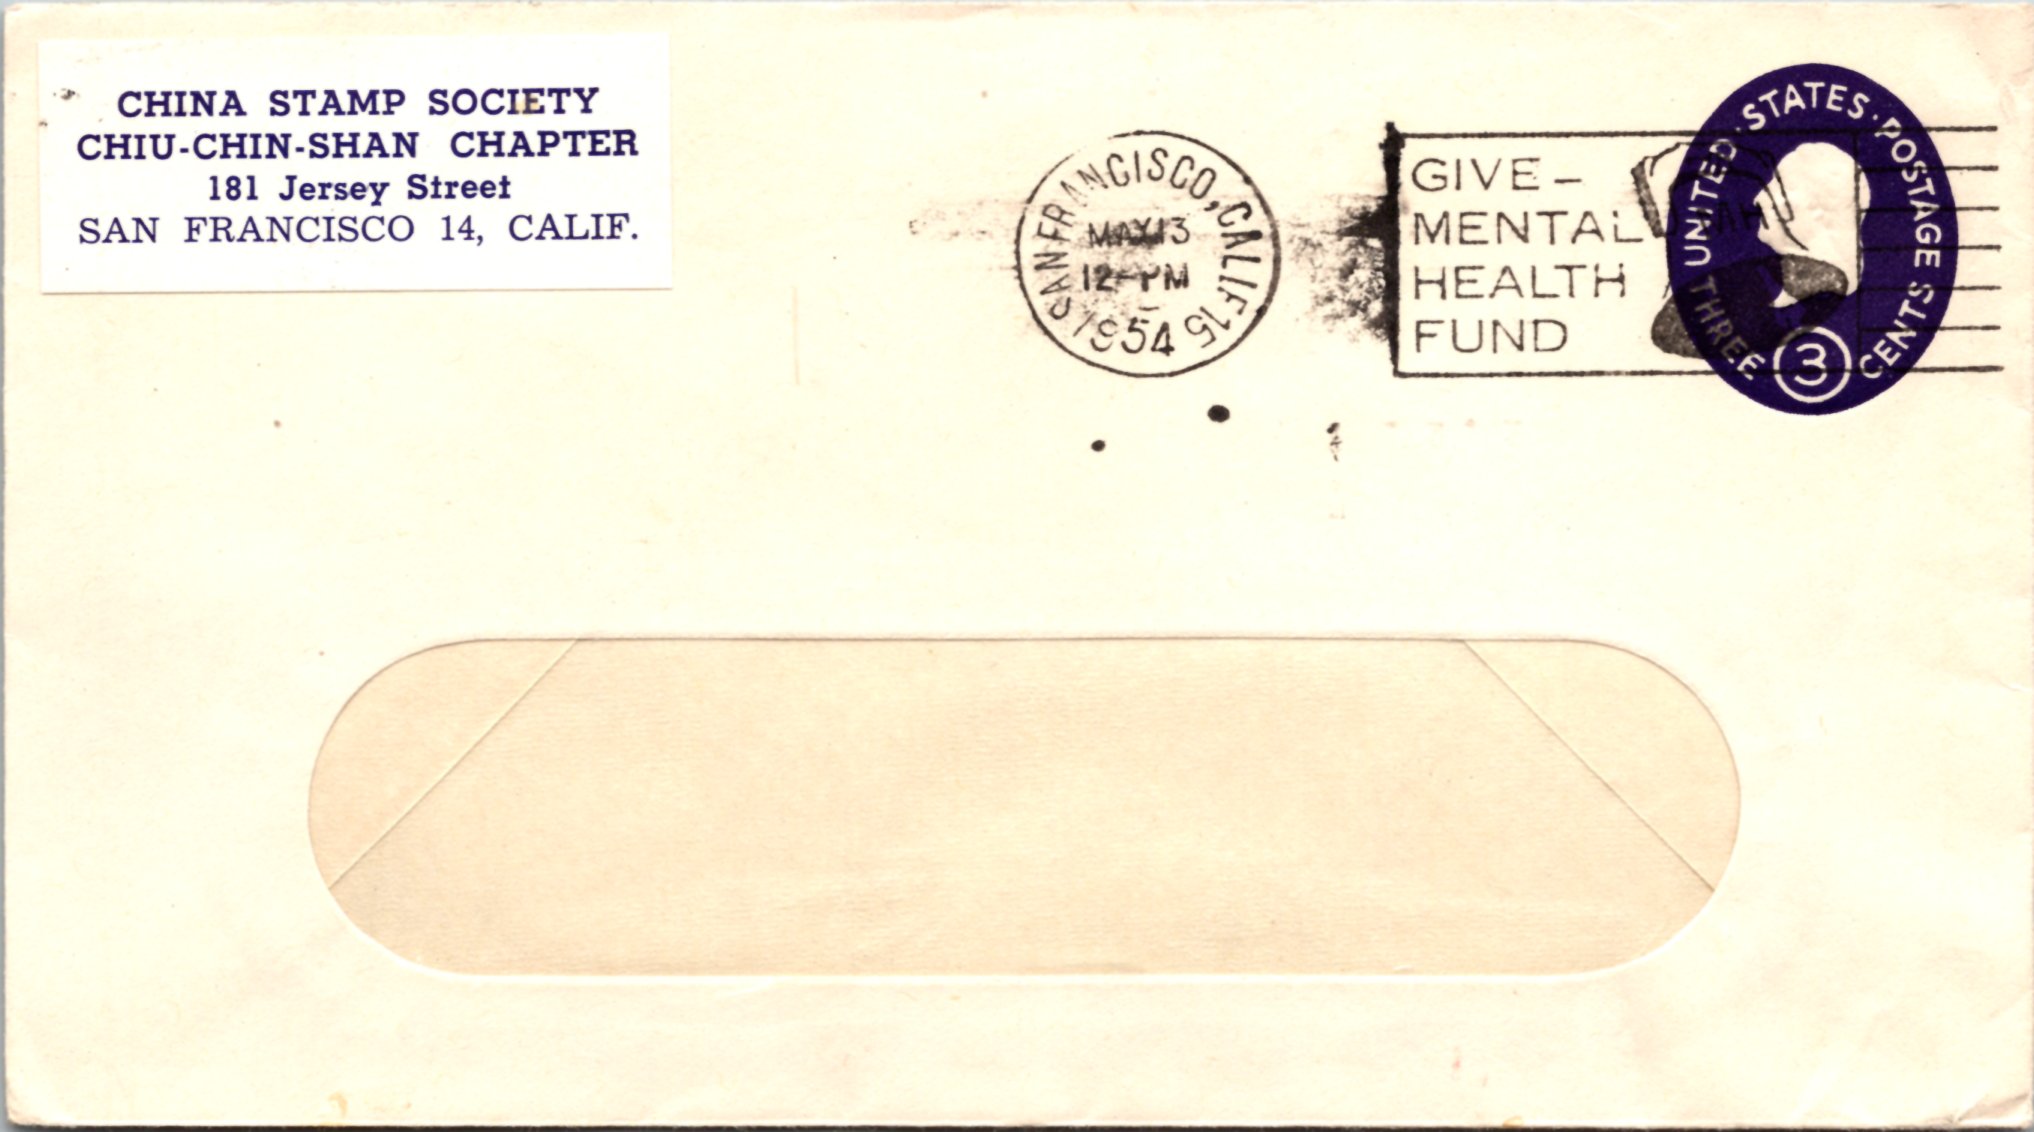 CHINA STAMP SOCIETY
CHIU-CHIN-SHAN CHAPTER
181 Jersey Street
SAN FRANCISCO 14, CALIF.
SAN FRANCISCO, CALIF. 15
MAY 13
12-PM
1954
GIVE-
MENTAL
HEALTH
FUND
UNITED · STATES · POSTAGE
THREE 3 CENTS